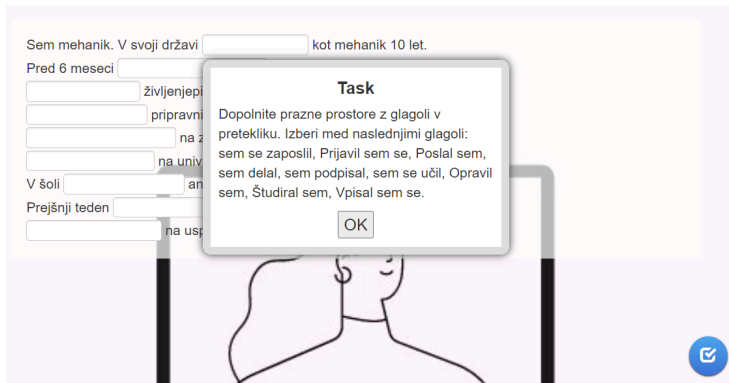 Sem mehanik. V svoji državi kot mehanik 10 let.
Pred 6 meseci
življenjepi
pripravni
na z
na univ
V šoli an
Prejšnji teden
na usp
Task
Dopolnite prazne prostore z glagoli v
pretekliku. Izberi med naslednjimi glagoli:
sem se zaposlil, Prijavil sem se, Poslal sem,
sem delal, sem podpisal, sem se učil, Opravil
sem, Študiral sem, Vpisal sem se.
OK